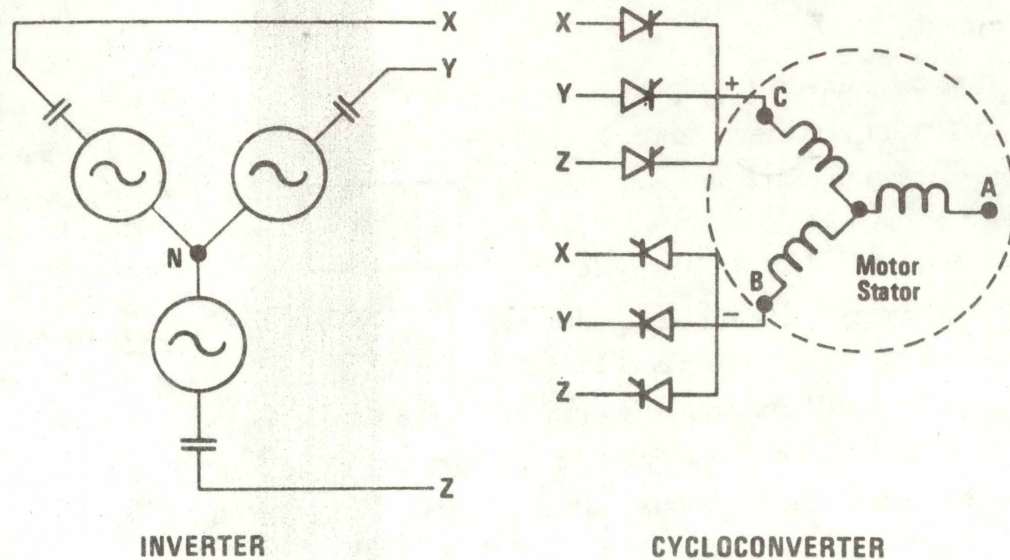 X
Y
N
Z
INVERTER
X
Y
Z
+
C
A
X
Y
Z
B
−
Motor
Stator
CYCLOCONVERTER